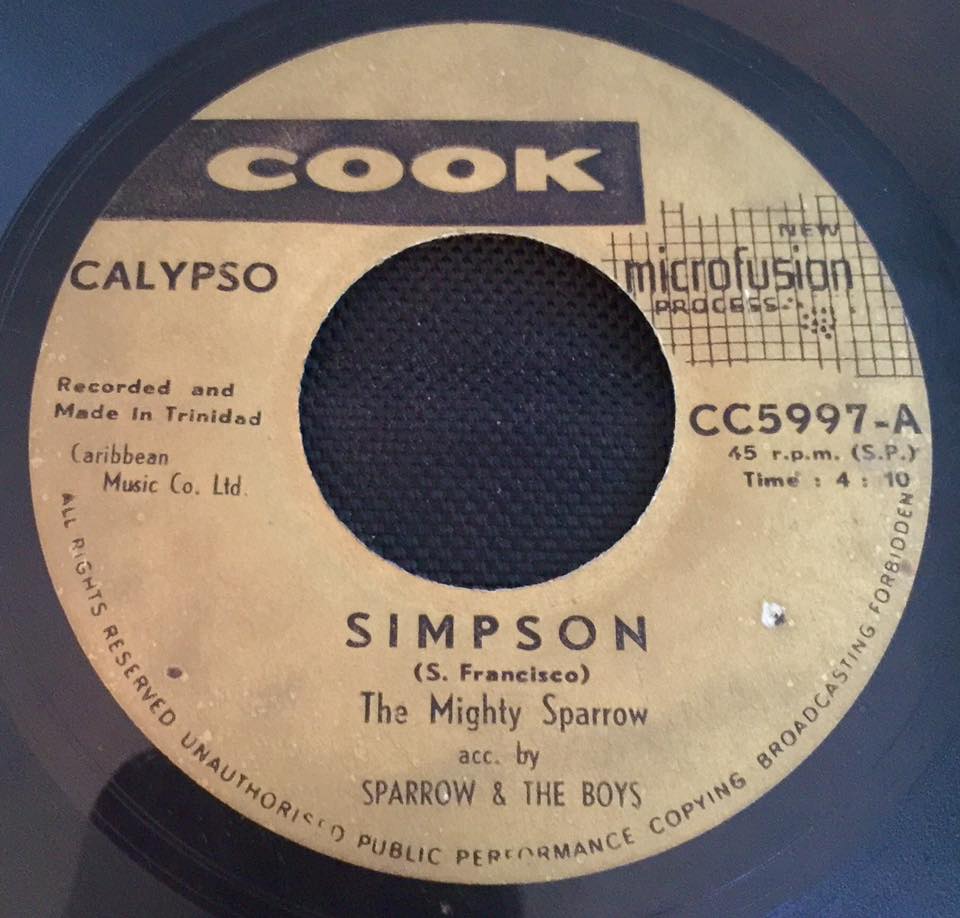 COOK
CALYPSO
NEW
microfusion
PROCESS
Recorded and
Made In Trinidad
Caribbean
Music Co. Ltd.
CC5997-A
45 r.p.m. (S.P.)
Time : 4 : 10
SIMPSON
(S. Francisco)
The Mighty Sparrow
acc. by
SPARROW & THE BOYS
ALL RIGHTS RESERVED UNAUTHORISED PUBLIC PERFORMANCE COPYING BROADCASTING FORBIDDEN